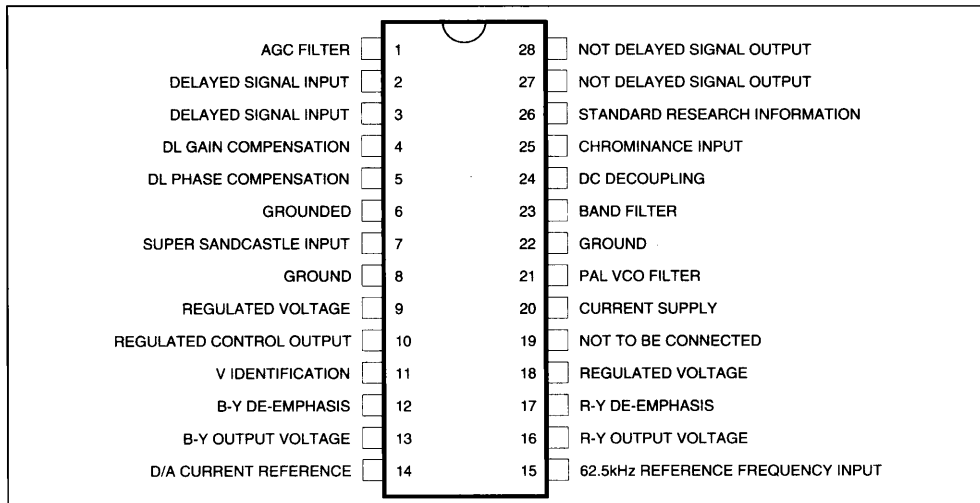 AGC FILTER 1 28 NOT DELAYED SIGNAL OUTPUT
DELAYED SIGNAL INPUT 2 27 NOT DELAYED SIGNAL OUTPUT
DELAYED SIGNAL INPUT 3 26 STANDARD RESEARCH INFORMATION
DL GAIN COMPENSATION 4 25 CHROMINANCE INPUT
DL PHASE COMPENSATION 5 24 DC DECOUPLING
GROUNDED 6 23 BAND FILTER
SUPER SANDCASTLE INPUT 7 22 GROUND
GROUND 8 21 PAL VCO FILTER
REGULATED VOLTAGE 9 20 CURRENT SUPPLY
REGULATED CONTROL OUTPUT 10 19 NOT TO BE CONNECTED
V IDENTIFICATION 11 18 REGULATED VOLTAGE
B-Y DE-EMPHASIS 12 17 R-Y DE-EMPHASIS
B-Y OUTPUT VOLTAGE 13 16 R-Y OUTPUT VOLTAGE
D/A CURRENT REFERENCE 14 15 62.5kHz REFERENCE FREQUENCY INPUT